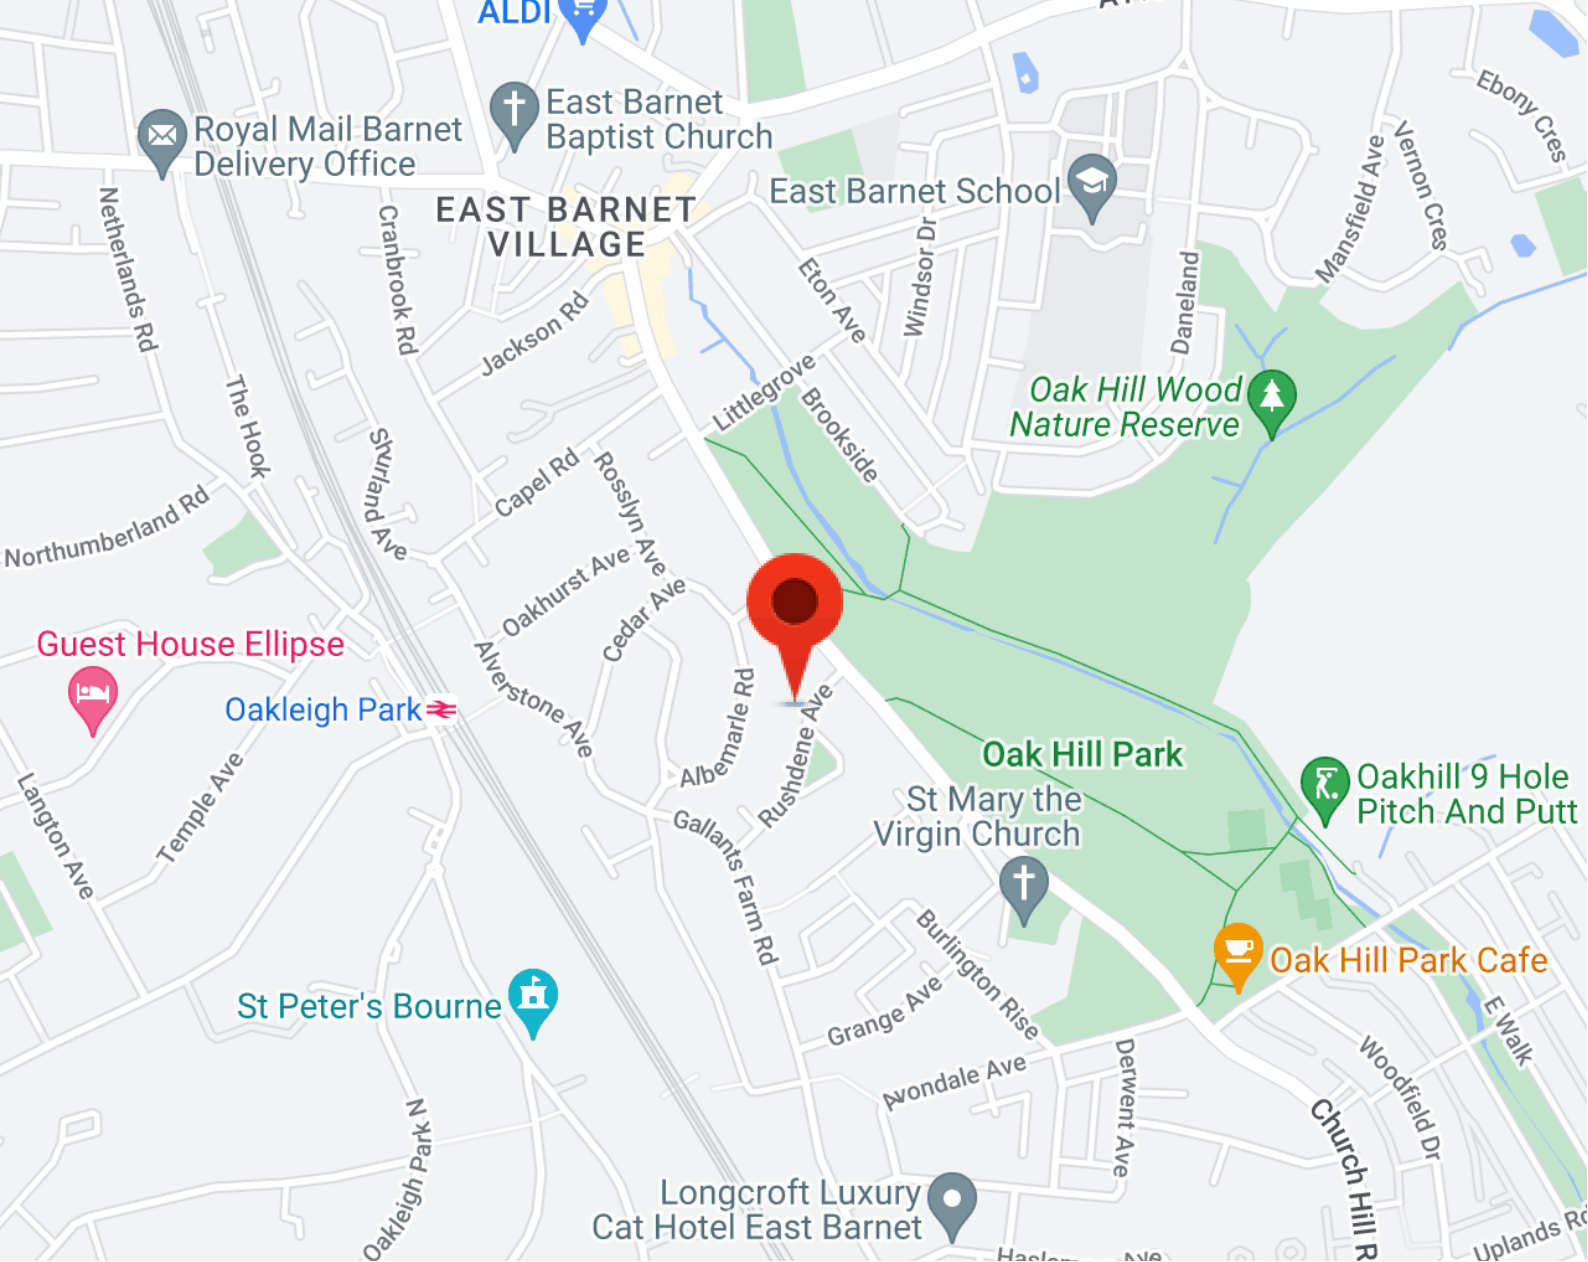 ALDI
East Barnet
Baptist Church
Royal Mail Barnet
Delivery Office
EAST BARNET
VILLAGE
East Barnet School
Ebony Cres
Vernon Cres
Mansfield Ave
Netherlands Rd
Cranbrook Rd
Jackson Rd
Eton Ave
Windsor Dr
Daneland
Littlegrove
Brookside
Oak Hill Wood
Nature Reserve
The Hook
Shurland Ave
Capel Rd
Rosslyn Ave
Northumberland Rd
Oakhurst Ave
Cedar Ave
Guest House Ellipse
Oakleigh Park
Alverstone Ave
Albemarle Rd
Rushdene Ave
Oak Hill Park
St Mary the
Virgin Church
Oakhill 9 Hole
Pitch And Putt
Langton Ave
Temple Ave
Gallants Farm Rd
Burlington Rise
Oak Hill Park Cafe
St Peter's Bourne
Grange Ave
Avondale Ave
Derwent Ave
E Walk
Woodfield Dr
Church Hill R
Oakleigh Park N
Longcroft Luxury
Cat Hotel East Barnet
Uplands Rd
Ave